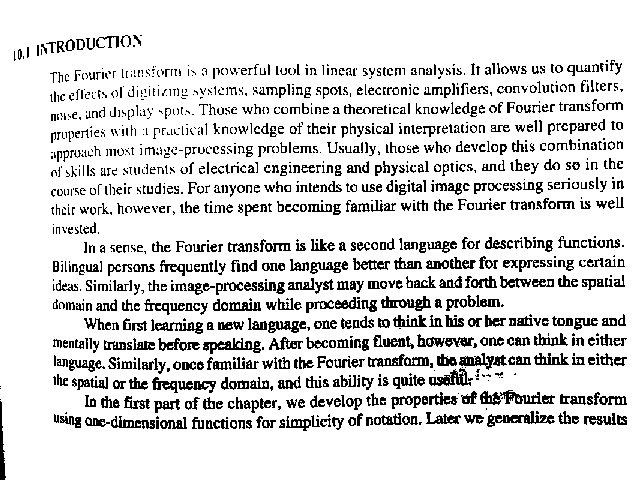 10.1 INTRODUCTION
The Fourier transform is a powerful tool in linear system analysis. It allows us to quantify
the effects of digitizing systems, sampling spots, electronic amplifiers, convolution filters,
noise, and display spots. Those who combine a theoretical knowledge of Fourier transform
properties with a practical knowledge of their physical interpretation are well prepared to
approach most image-processing problems. Usually, those who develop this combination
of skills are students of electrical engineering and physical optics, and they do so in the
course of their studies. For anyone who intends to use digital image processing seriously in
their work, however, the time spent becoming familiar with the Fourier transform is well
invested.
In a sense, the Fourier transform is like a second language for describing functions.
Bilingual persons frequently find one language better than another for expressing certain
ideas. Similarly, the image-processing analyst may move back and forth between the spatial
domain and the frequency domain while proceeding through a problem.
When first learning a new language, one tends to think in his or her native tongue and
mentally translate before speaking. After becoming fluent, however, one can think in either
language. Similarly, once familiar with the Fourier transform, the analyst can think in either
the spatial or the frequency domain, and this ability is quite useful.
In the first part of the chapter, we develop the properties of the Fourier transform
using one-dimensional functions for simplicity of notation. Later we generalize the results